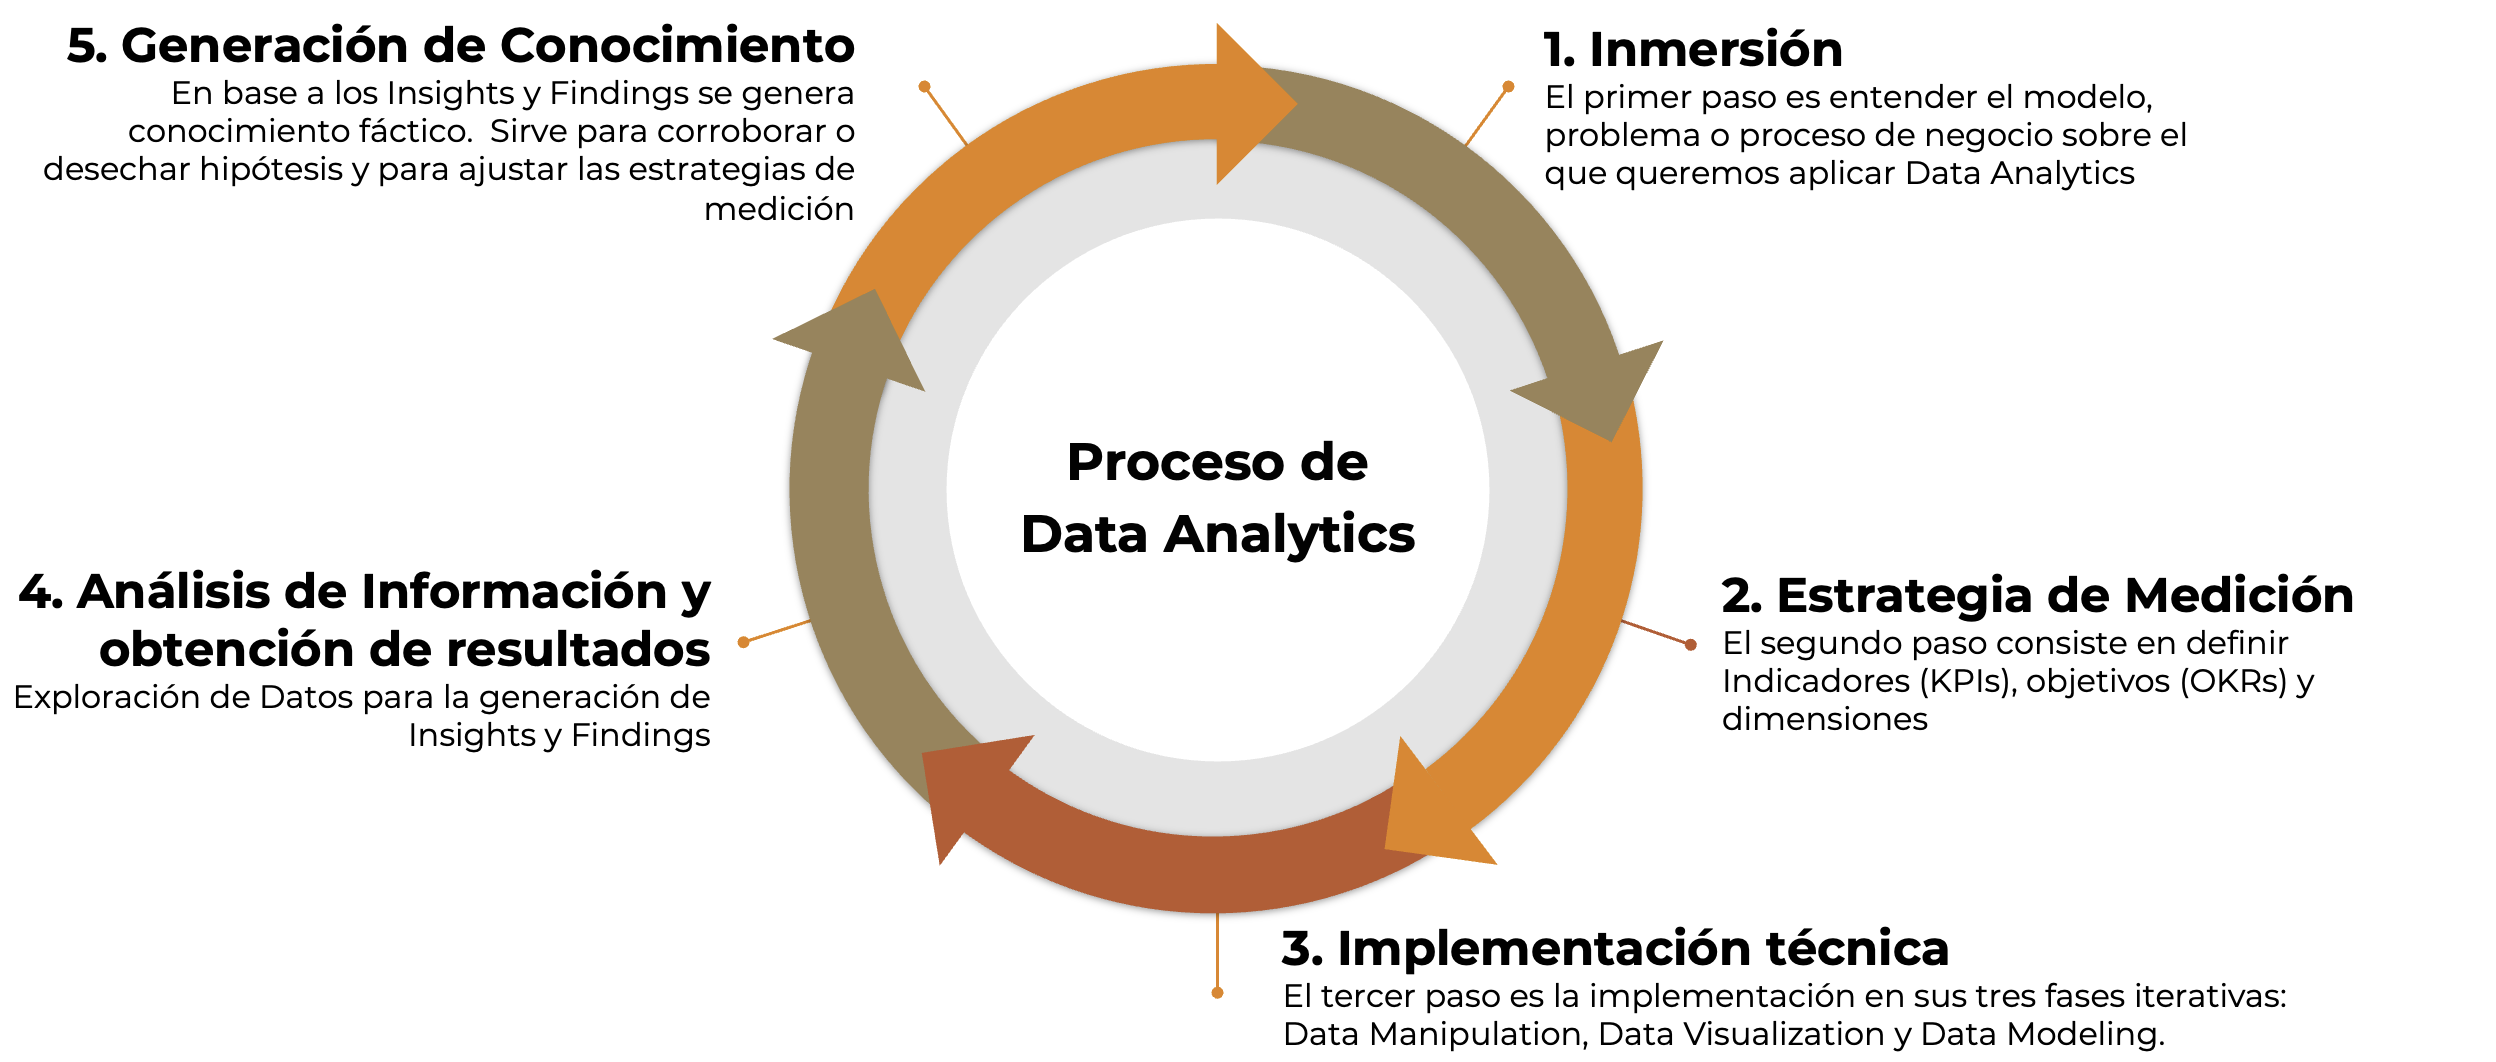 5. Generación de Conocimiento
En base a los Insights y Findings se genera
conocimiento fáctico.  Sirve para corroborar o
desechar hipótesis y para ajustar las estrategias de
medición
1. Inmersión
El primer paso es entender el modelo,
problema o proceso de negocio sobre el
que queremos aplicar Data Analytics
Proceso de
Data Analytics
4. Análisis de Información y
obtención de resultados
Exploración de Datos para la generación de
Insights y Findings
2. Estrategia de Medición
El segundo paso consiste en definir
Indicadores (KPIs), objetivos (OKRs) y
dimensiones
3. Implementación técnica
El tercer paso es la implementación en sus tres fases iterativas:
Data Manipulation, Data Visualization y Data Modeling.